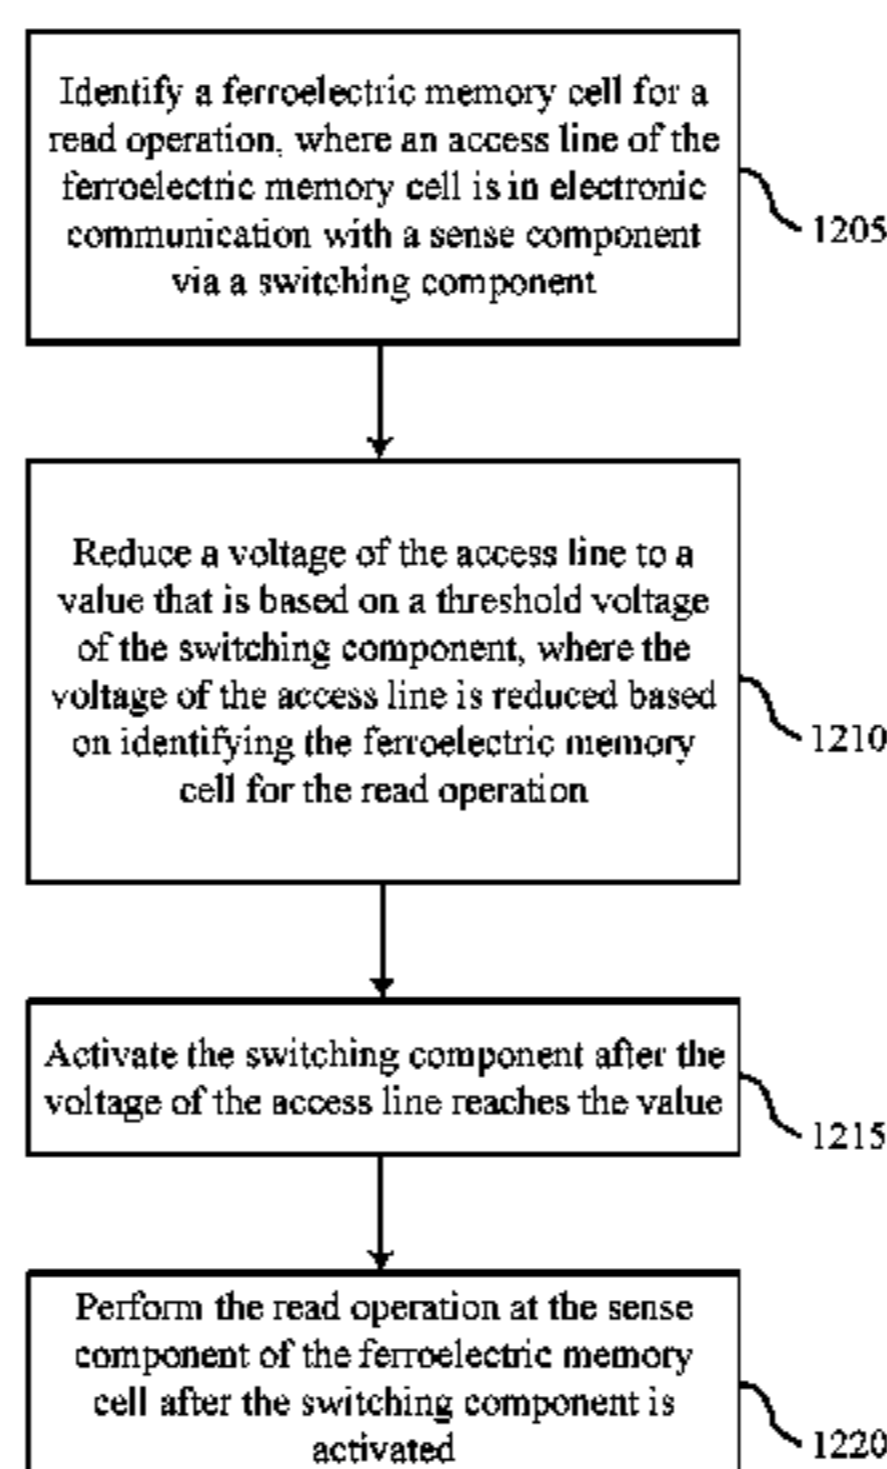 Identify a ferroelectric memory cell for a
read operation, where an access line of the
ferroelectric memory cell is in electronic
communication with a sense component
via a switching component
1205
Reduce a voltage of the access line to a
value that is based on a threshold voltage
of the switching component, where the
voltage of the access line is reduced based
on identifying the ferroelectric memory
cell for the read operation
1210
Activate the switching component after the
voltage of the access line reaches the value
1215
Perform the read operation at the sense
component of the ferroelectric memory
cell after the switching component is
activated
1220